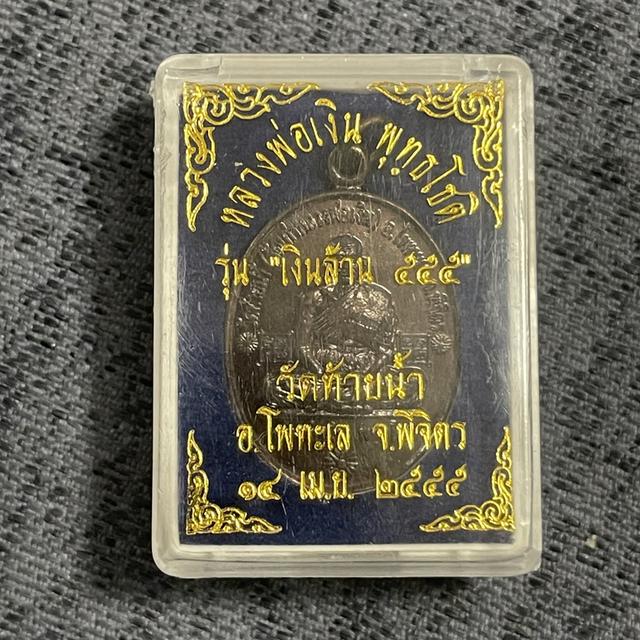 หลวงพ่อเงิน พุทธโชติ
รุ่น "เงินล้าน ๕๕๕"
วัดท้ายน้ำ
อ.โพทะเล จ.พิจิตร
๑๔ เม.ย. ๒๕๕๕